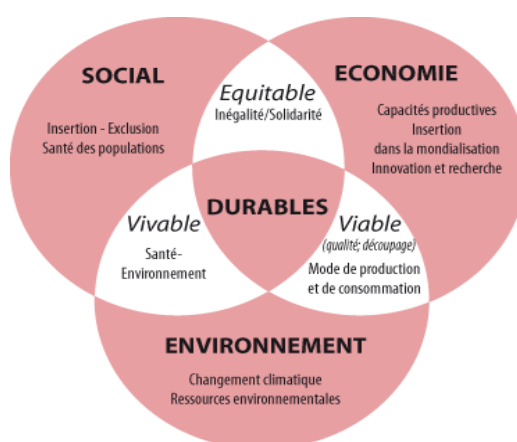 SOCIAL
ECONOMIE
Equitable
Inégalité/Solidarité
Insertion - Exclusion
Santé des populations
Capacités productives
Insertion
dans la mondialisation
Innovation et recherche
DURABLES
Vivable
Santé-
Environnement
Viable
(qualité; découpage)
Mode de production
et de consommation
ENVIRONNEMENT
Changement climatique
Ressources environnementales